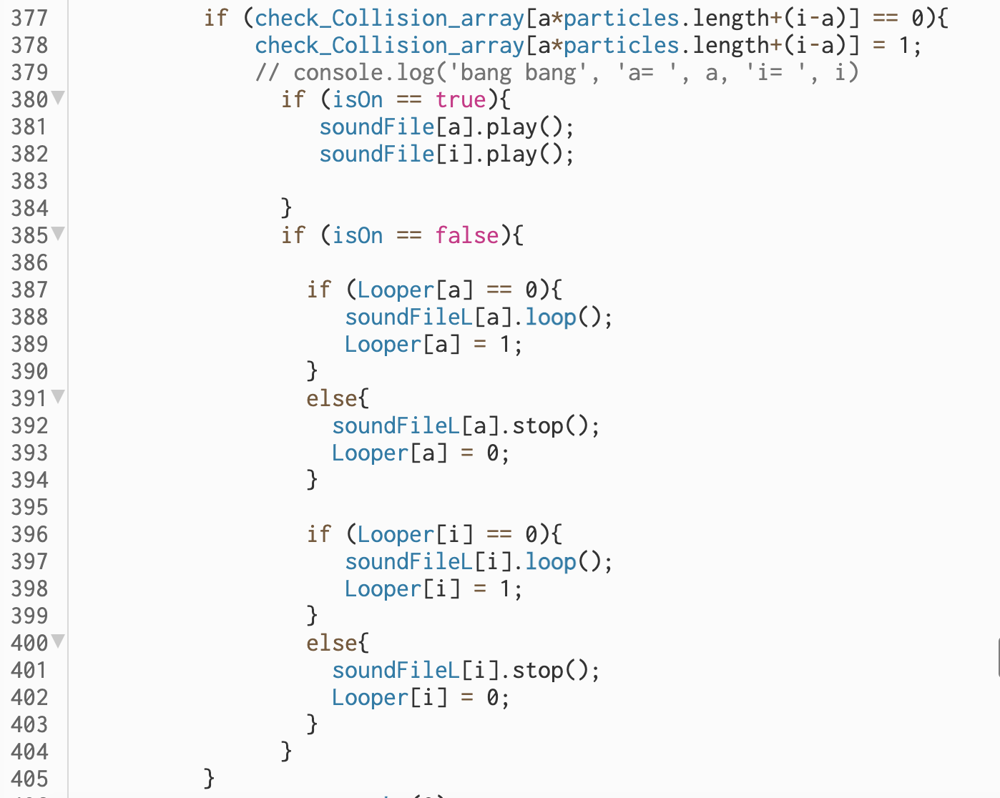 377 if (check_Collision_array[a*particles.length+(i-a)] == 0){
378 check_Collision_array[a*particles.length+(i-a)] = 1;
379 // console.log('bang bang', 'a= ', a, 'i= ', i)
380 if (isOn == true){
381 soundFile[a].play();
382 soundFile[i].play();
383
384 }
385 if (isOn == false){
386
387 if (Looper[a] == 0){
388 soundFileL[a].loop();
389 Looper[a] = 1;
390 }
391 else{
392 soundFileL[a].stop();
393 Looper[a] = 0;
394 }
395
396 if (Looper[i] == 0){
397 soundFileL[i].loop();
398 Looper[i] = 1;
399 }
400 else{
401 soundFileL[i].stop();
402 Looper[i] = 0;
403 }
404 }
405 }